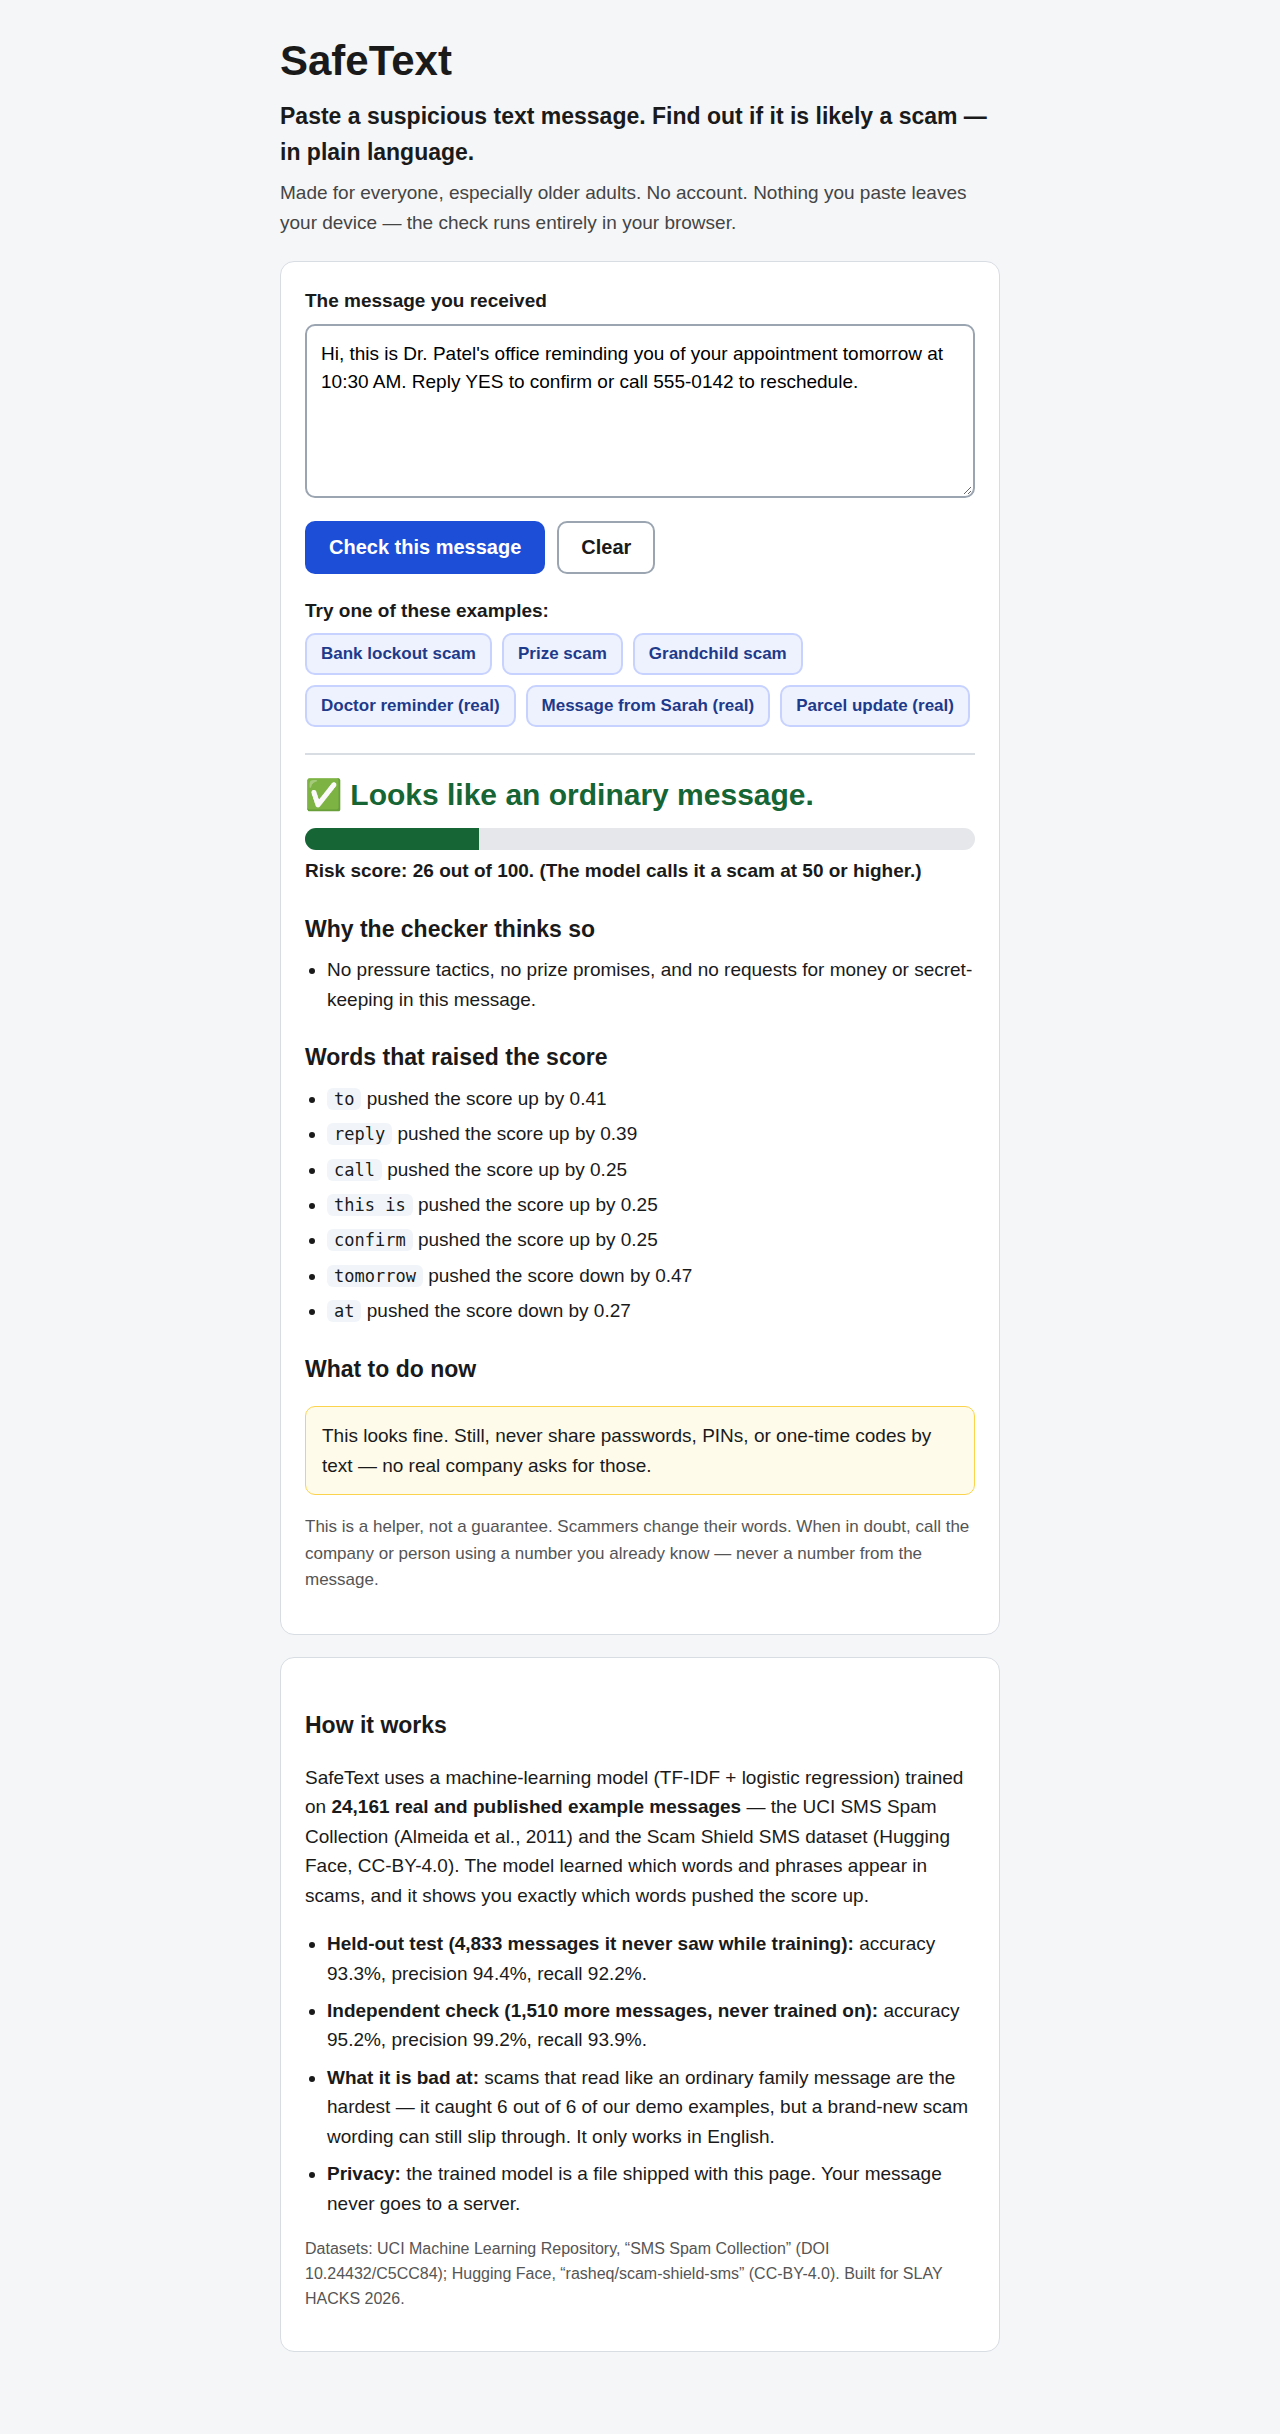 SafeText
Paste a suspicious text message. Find out if it is likely a scam —
in plain language.
Made for everyone, especially older adults. No account. Nothing you paste leaves
your device — the check runs entirely in your browser.
The message you received
Hi, this is Dr. Patel's office reminding you of your appointment tomorrow at
10:30 AM. Reply YES to confirm or call 555-0142 to reschedule.
Check this message
Clear
Try one of these examples:
Bank lockout scam
Prize scam
Grandchild scam
Doctor reminder (real)
Message from Sarah (real)
Parcel update (real)
✅ Looks like an ordinary message.
Risk score: 26 out of 100. (The model calls it a scam at 50 or higher.)
Why the checker thinks so
• No pressure tactics, no prize promises, and no requests for money or secret-
keeping in this message.
Words that raised the score
• to pushed the score up by 0.41
• reply pushed the score up by 0.39
• call pushed the score up by 0.25
• this is pushed the score up by 0.25
• confirm pushed the score up by 0.25
• tomorrow pushed the score down by 0.47
• at pushed the score down by 0.27
What to do now
This looks fine. Still, never share passwords, PINs, or one-time codes by
text — no real company asks for those.
This is a helper, not a guarantee. Scammers change their words. When in doubt, call the
company or person using a number you already know — never a number from the
message.
How it works
SafeText uses a machine-learning model (TF-IDF + logistic regression) trained
on 24,161 real and published example messages — the UCI SMS Spam
Collection (Almeida et al., 2011) and the Scam Shield SMS dataset (Hugging
Face, CC-BY-4.0). The model learned which words and phrases appear in
scams, and it shows you exactly which words pushed the score up.
• Held-out test (4,833 messages it never saw while training): accuracy
93.3%, precision 94.4%, recall 92.2%.
• Independent check (1,510 more messages, never trained on): accuracy
95.2%, precision 99.2%, recall 93.9%.
• What it is bad at: scams that read like an ordinary family message are the
hardest — it caught 6 out of 6 of our demo examples, but a brand-new scam
wording can still slip through. It only works in English.
• Privacy: the trained model is a file shipped with this page. Your message
never goes to a server.
Datasets: UCI Machine Learning Repository, “SMS Spam Collection” (DOI
10.24432/C5CC84); Hugging Face, “rasheq/scam-shield-sms” (CC-BY-4.0). Built for SLAY
HACKS 2026.